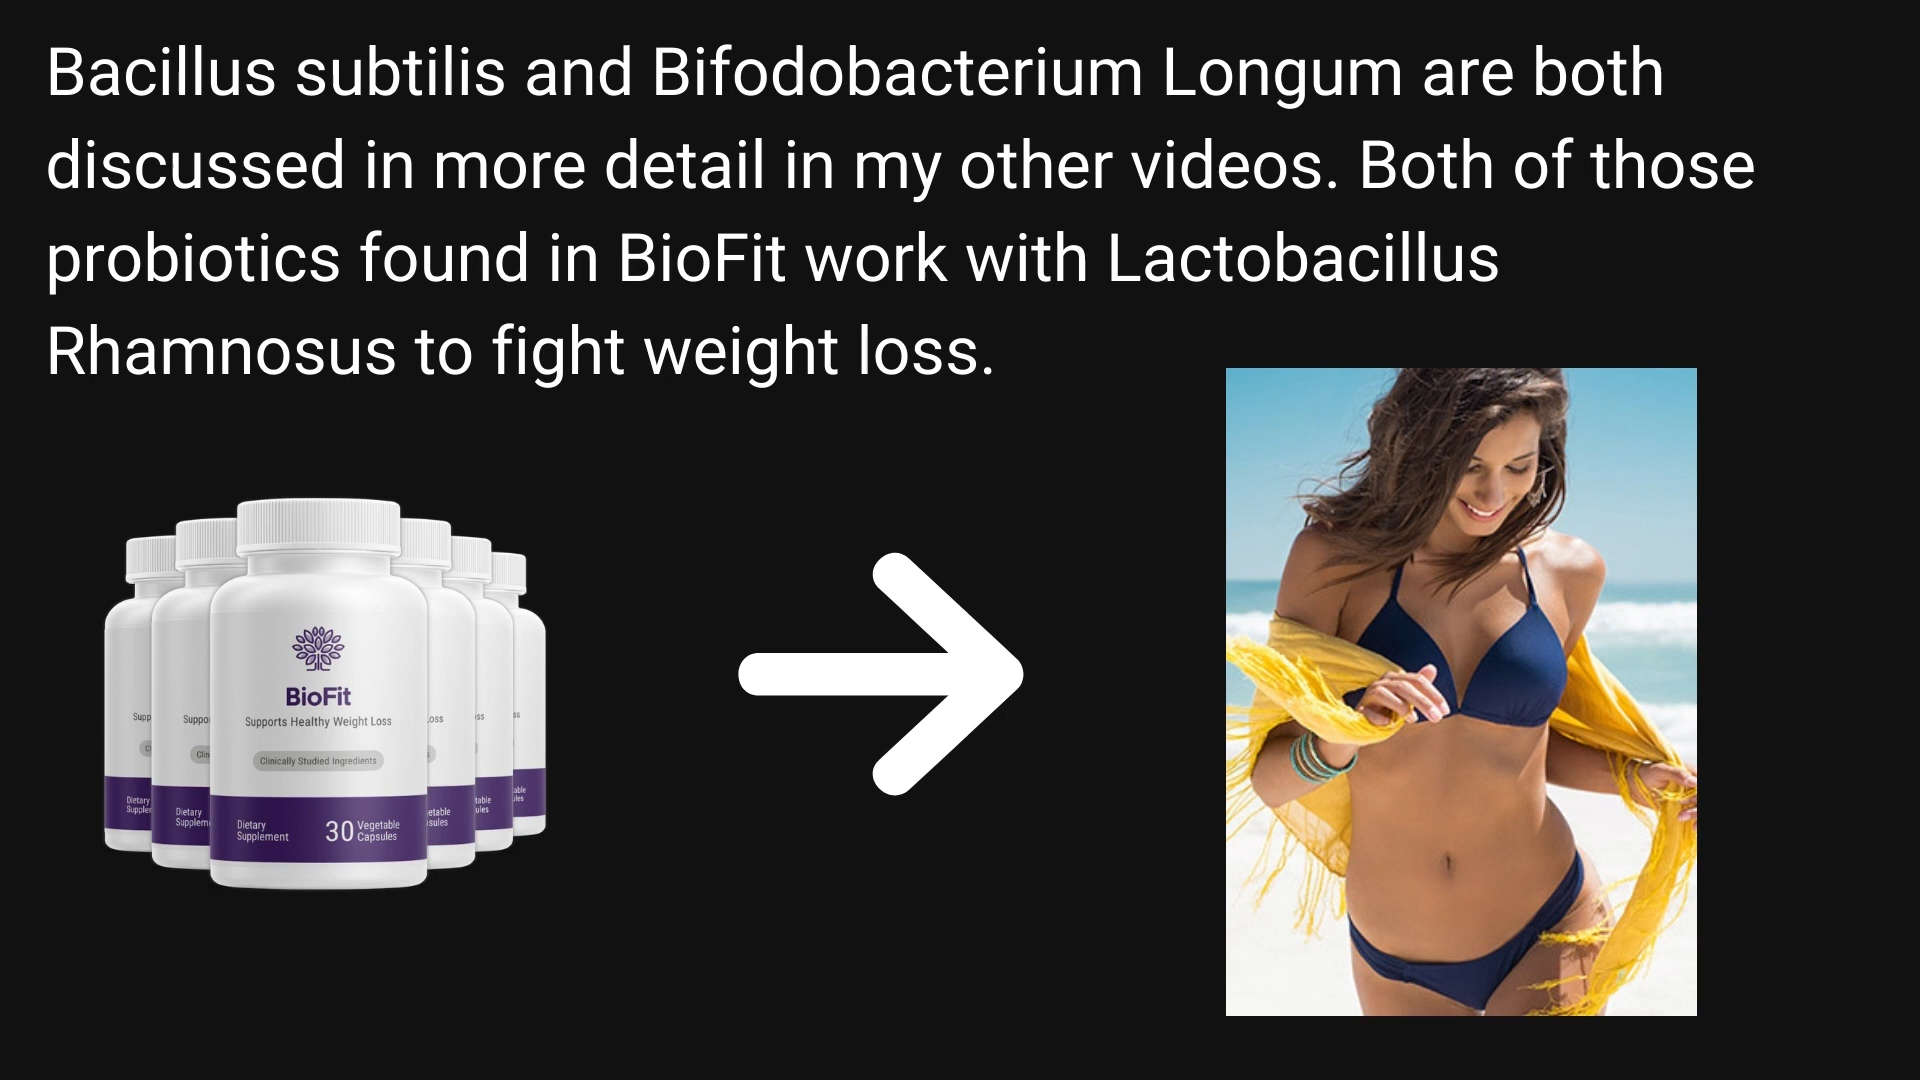 Bacillus subtilis and Bifodobacterium Longum are both
discussed in more detail in my other videos. Both of those
probiotics found in BioFit work with Lactobacillus
Rhamnosus to fight weight loss.
BioFit
Supports Healthy Weight Loss
Clinically Studied Ingredients
Dietary
Supplement
30 Vegetable
Capsules